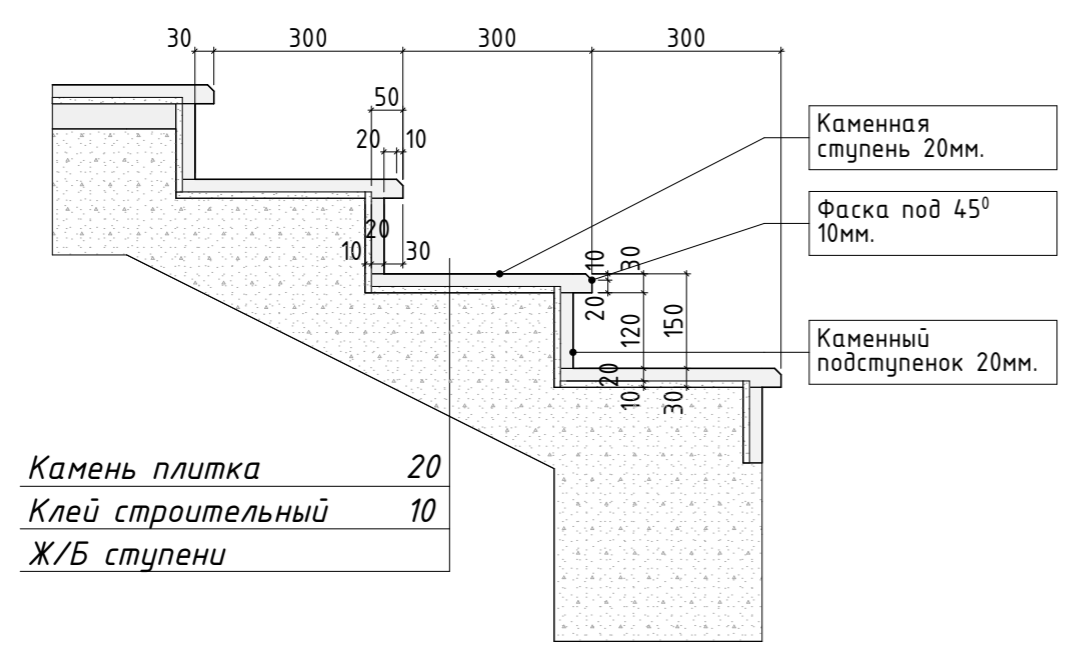 30 300 300 300
50
20 10
Каменная
ступень 20мм.
Фаска под 45⁰
10мм.
20
10 30
10 30
20 120 150
Каменный
подступенок 20мм.
20
10 30
Камень плитка 20
Клей строительный 10
Ж/Б ступени